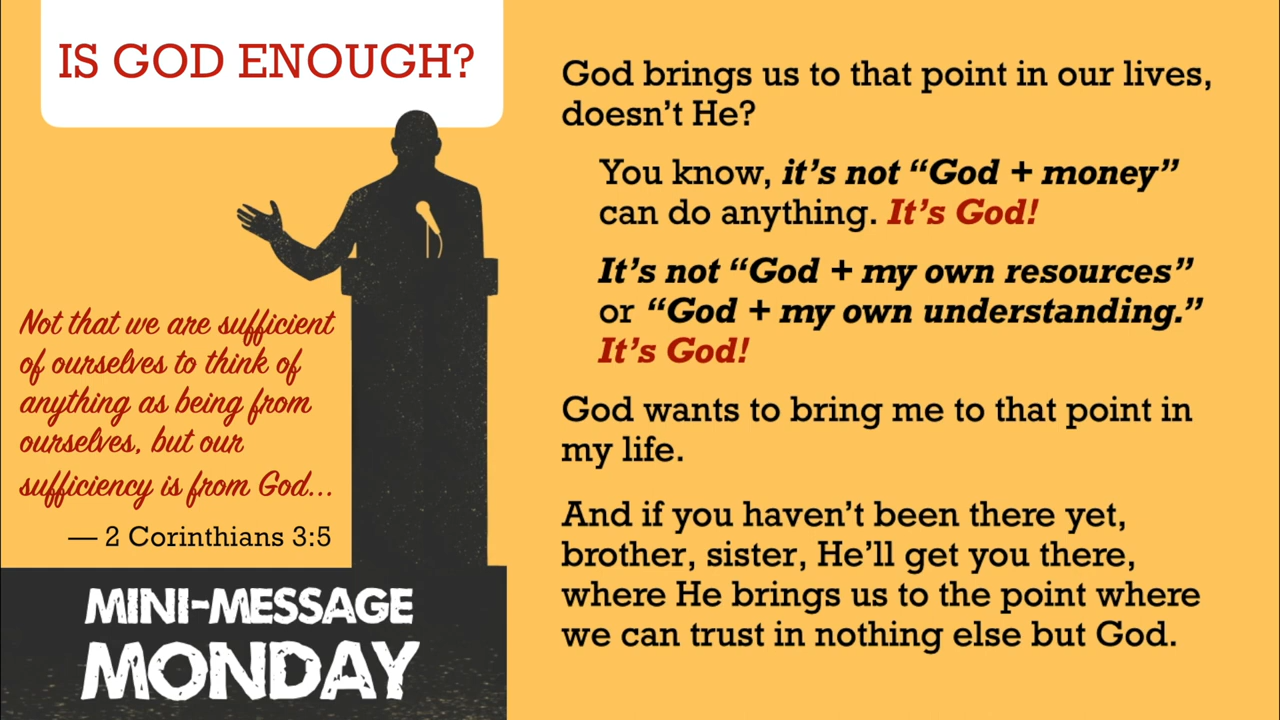 IS GOD ENOUGH?
Not that we are sufficient
of ourselves to think of
anything as being from
ourselves, but our
sufficiency is from God...
— 2 Corinthians 3:5
MINI-MESSAGE
MONDAY
God brings us to that point in our lives,
doesn’t He?
You know, it’s not “God + money”
can do anything. It’s God!
It’s not “God + my own resources”
or “God + my own understanding.”
It’s God!
God wants to bring me to that point in
my life.
And if you haven’t been there yet,
brother, sister, He’ll get you there,
where He brings us to the point where
we can trust in nothing else but God.